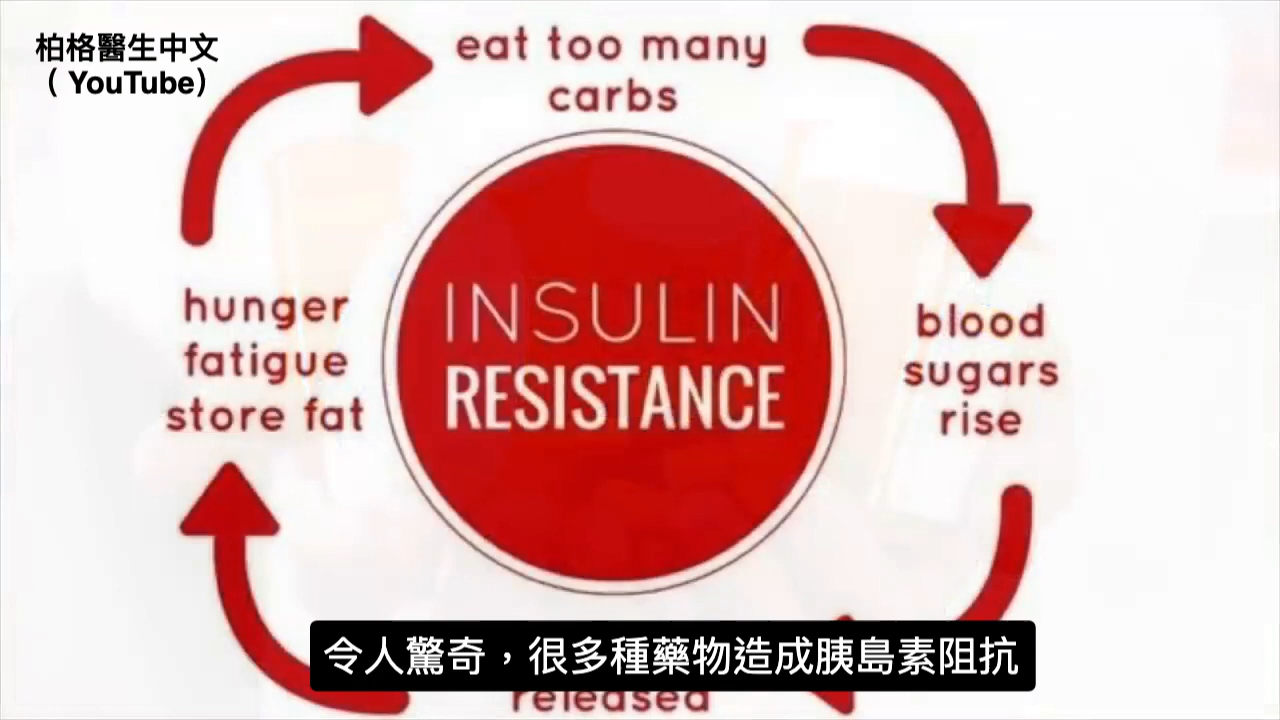 柏格醫生中文
（ YouTube）
eat too many
carbs
blood
sugars
rise
INSULIN
RESISTANCE
hunger
fatigue
store fat
令人驚奇，很多種藥物造成胰島素阻抗
released